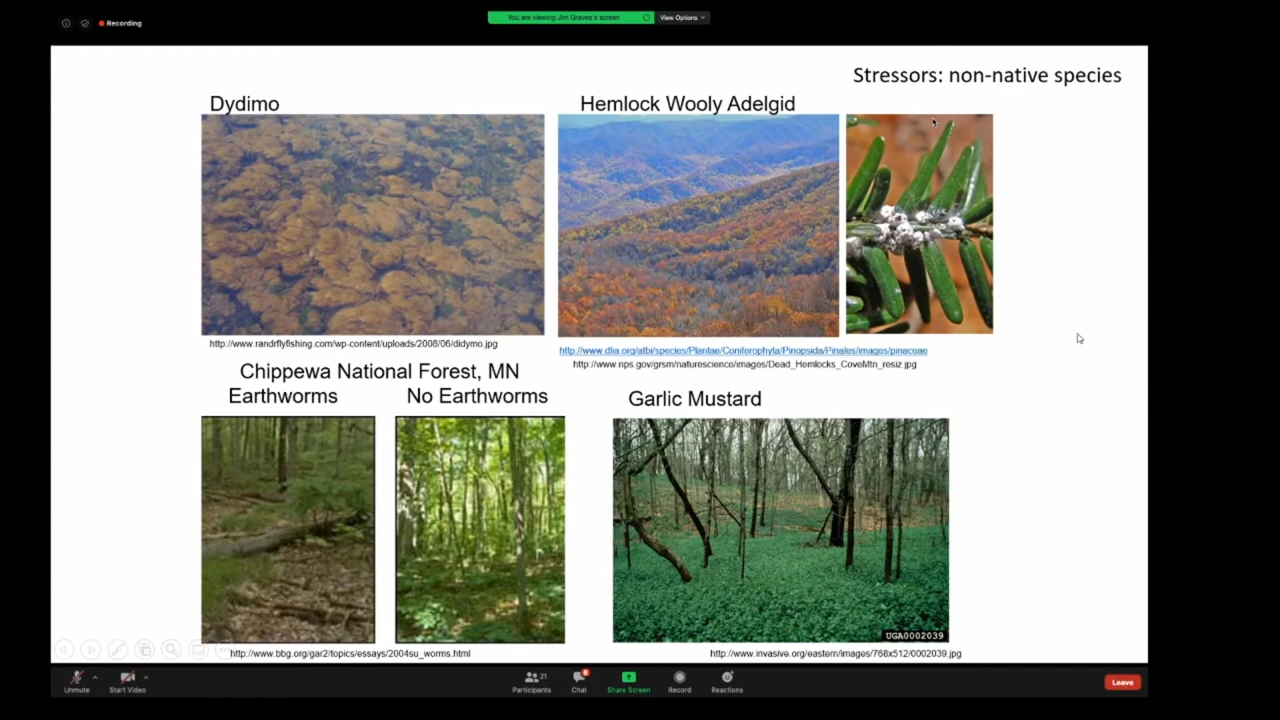 Recording
You are viewing Jim Graves's screen
View Options
Stressors: non-native species
Dydimo
Hemlock Wooly Adelgid
http://www.randrflyfishing.com/wp-content/uploads/2008/06/didymo.jpg
http://www.dlia.org/atbi/species/Plantae/Coniferophyta/Pinopsida/Pinales/images/pinaceae
http://www.nps.gov/grsm/naturescience/images/Dead_Hemlocks_CoveMtn_resiz.jpg
Chippewa National Forest, MN
Earthworms
No Earthworms
Garlic Mustard
UGA0002039
http://www.bbg.org/gar2/topics/essays/2004su_worms.html
http://www.invasive.org/eastern/images/768x512/0002039.jpg
Unmute
Start Video
Participants
21
Chat
Share Screen
Record
Reactions
Leave